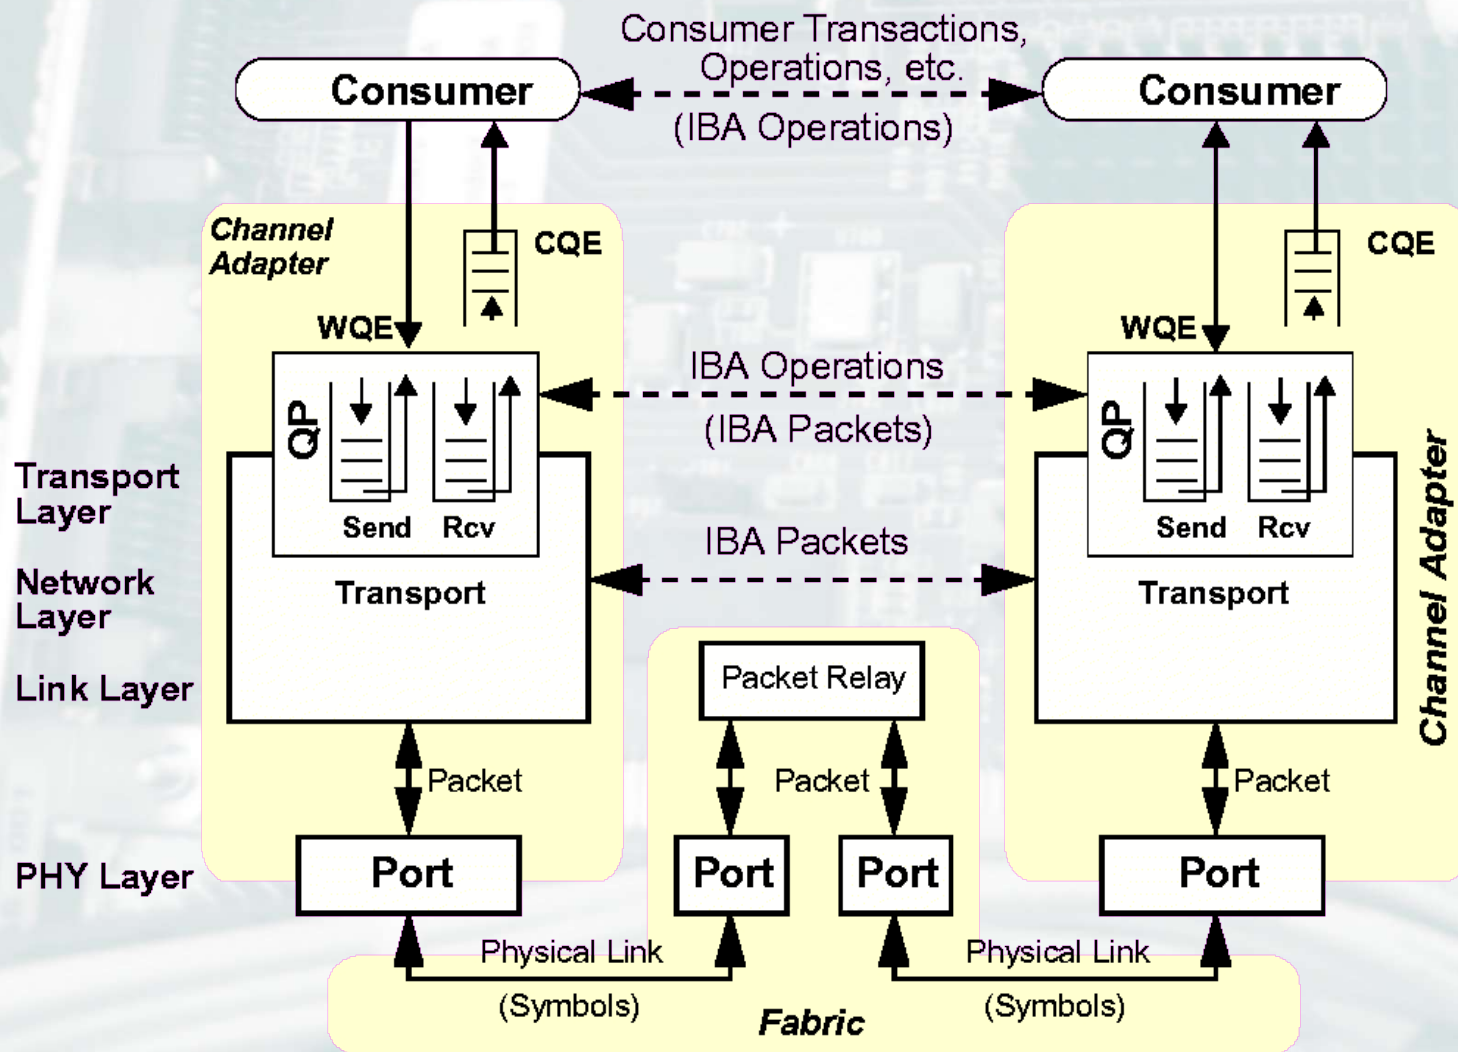 Consumer Transactions,
Operations, etc.
(IBA Operations)
Consumer
Consumer
Channel
Adapter
CQE
WQE
CQE
WQE
IBA Operations
(IBA Packets)
QP
Send Rcv
QP
Send Rcv
Transport
Layer
IBA Packets
Network
Layer
Transport
Transport
Channel Adapter
Link Layer
Packet Relay
Packet
Packet
Packet
PHY Layer
Port
Port
Port
Port
Physical Link
(Symbols)
Physical Link
(Symbols)
Fabric